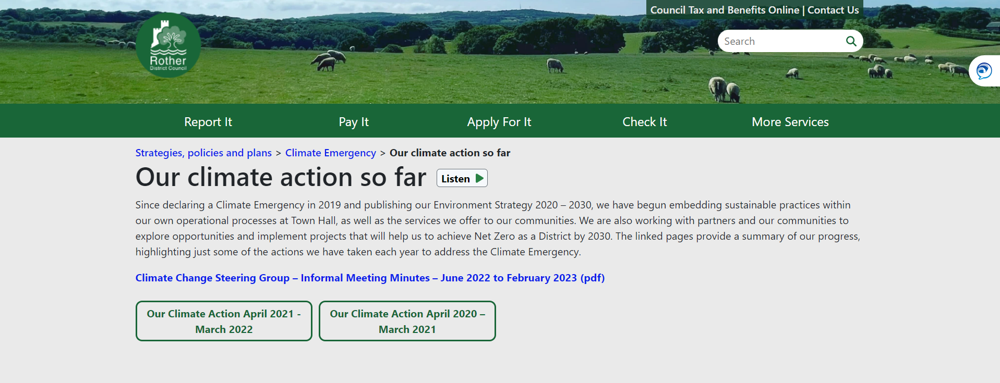 Council Tax and Benefits Online | Contact Us
Rother
District Council
Search
Report It
Pay It
Apply For It
Check It
More Services
Strategies, policies and plans > Climate Emergency > Our climate action so far
Our climate action so far
Listen
Since declaring a Climate Emergency in 2019 and publishing our Environment Strategy 2020 – 2030, we have begun embedding sustainable practices within
our own operational processes at Town Hall, as well as the services we offer to our communities. We are also working with partners and our communities to
explore opportunities and implement projects that will help us to achieve Net Zero as a District by 2030. The linked pages provide a summary of our progress,
highlighting just some of the actions we have taken each year to address the Climate Emergency.
Climate Change Steering Group – Informal Meeting Minutes – June 2022 to February 2023 (pdf)
Our Climate Action April 2021 -
March 2022
Our Climate Action April 2020 –
March 2021